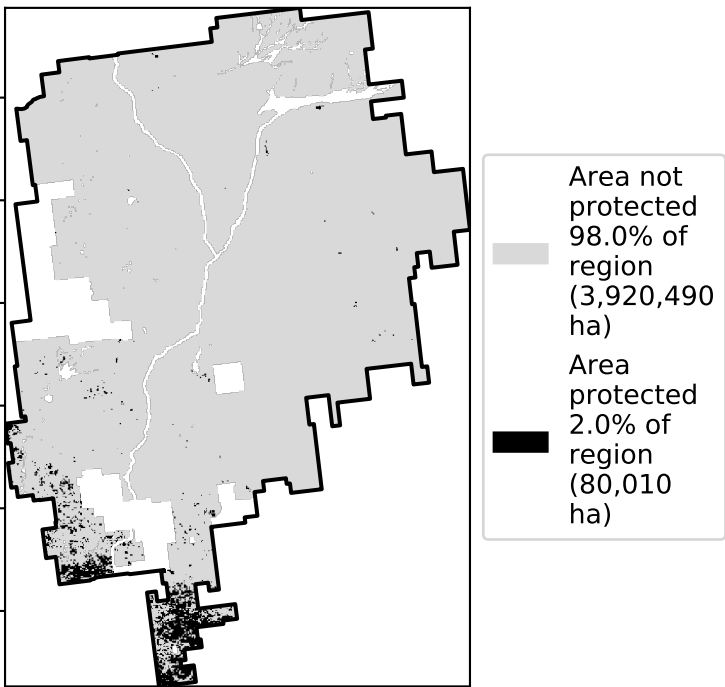 Area not
protected
98.0% of
region
(3,920,490
ha)
Area
protected
2.0% of
region
(80,010
ha)